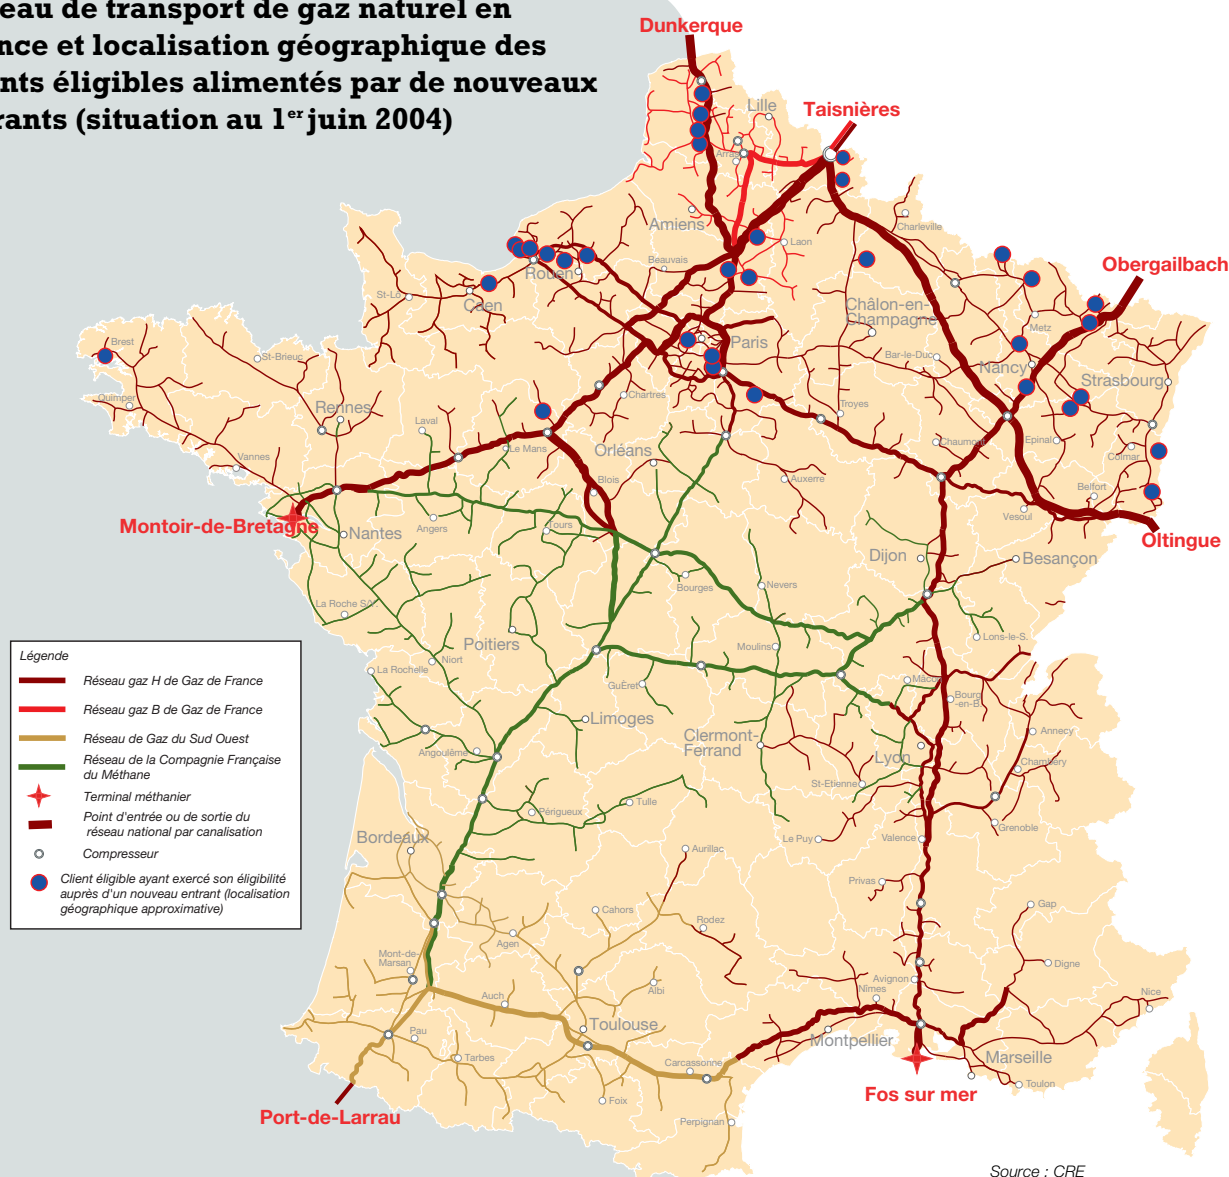 eau de transport de gaz naturel en
nce et localisation géographique des
nts éligibles alimentés par de nouveaux
rants (situation au 1er juin 2004)
Dunkerque
Lille
Taisnières
Arras
Amiens
Charleville
Laon
Beauvais
Rouen
Obergailbach
St-Lô
Caen
Châlon-en-
Champagne
Metz
Brest
St-Brieuc
Paris
Bar-le-Duc
Nancy
Strasbourg
Quimper
Chartres
Rennes
Troyes
Laval
Le Mans
Orléans
Chaumont
Epinal
Colmar
Vannes
Blois
Auxerre
Belfort
Vesoul
Montoir-de-Bretagne
Nantes
Angers
Tours
Oltingue
Dijon
Besançon
Bourges
Nevers
La Roche S/Y.
Poitiers
Moulins
Lons-le-S.
Niort
La Rochelle
GuÈret
Macon
Bourg
-en-B.
Limoges
Clermont-
Ferrand
Annecy
Angoulême
Lyon
Chambery
St-Etienne
Tulle
Périgueux
Grenoble
Bordeaux
Le Puy
Valence
Aurillac
Privas
Cahors
Gap
Rodez
Agen
Mont-de-
Marsan
Digne
Avignon
Albi
Nîmes
Nice
Auch
Toulouse
Pau
Montpellier
Tarbes
Carcassonne
Marseille
Toulon
Foix
Fos sur mer
Port-de-Larrau
Perpignan
Légende
Réseau gaz H de Gaz de France
Réseau gaz B de Gaz de France
Réseau de Gaz du Sud Ouest
Réseau de la Compagnie Française
du Méthane
Terminal méthanier
Point d'entrée ou de sortie du
réseau national par canalisation
Compresseur
Client éligible ayant exercé son éligibilité
auprès d'un nouvel entrant (localisation
géographique approximative)
Source : CRE